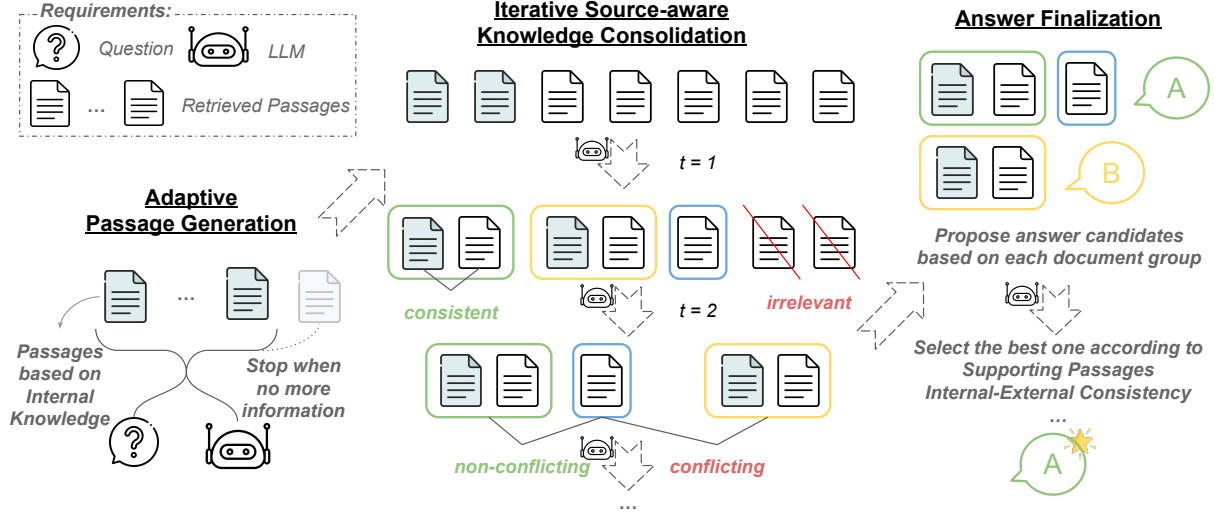 Requirements:
Question
LLM
...
Retrieved Passages
Adaptive
Passage Generation
...
Passages
based on
Internal
Knowledge
Stop when
no more
information
Iterative Source-aware
Knowledge Consolidation
t = 1
consistent
irrelevant
t = 2
non-conflicting
conflicting
...
Answer Finalization
A
B
Propose answer candidates
based on each document group
Select the best one according to
Supporting Passages
Internal-External Consistency
...
A